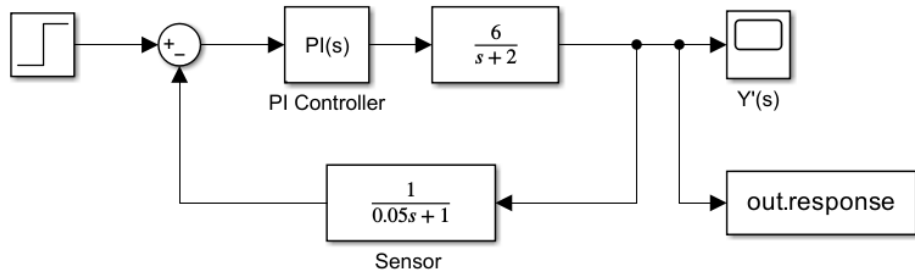 +
−
PI(s)
PI Controller
6
s + 2
Y'(s)
1
0.05s + 1
Sensor
out.response